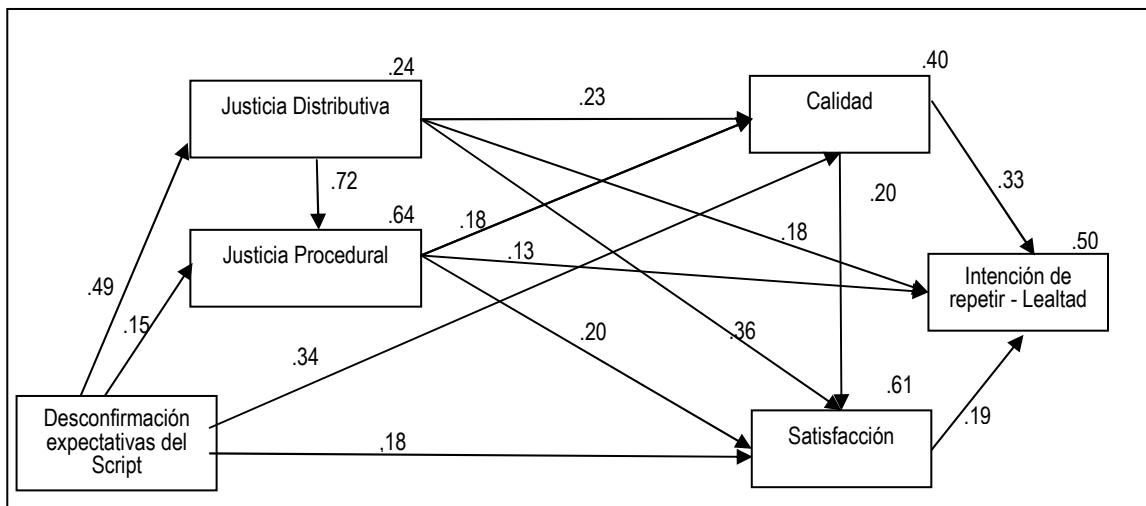 .24
Justicia Distributiva
.23
.40
Calidad
.72
.64
Justicia Procedural
.18
.13
.18
.20
.33
.50
Intención de
repetir - Lealtad
.49
.15
.34
.20
.36
.61
Satisfacción
.19
Desconfirmación
expectativas del
Script
,18